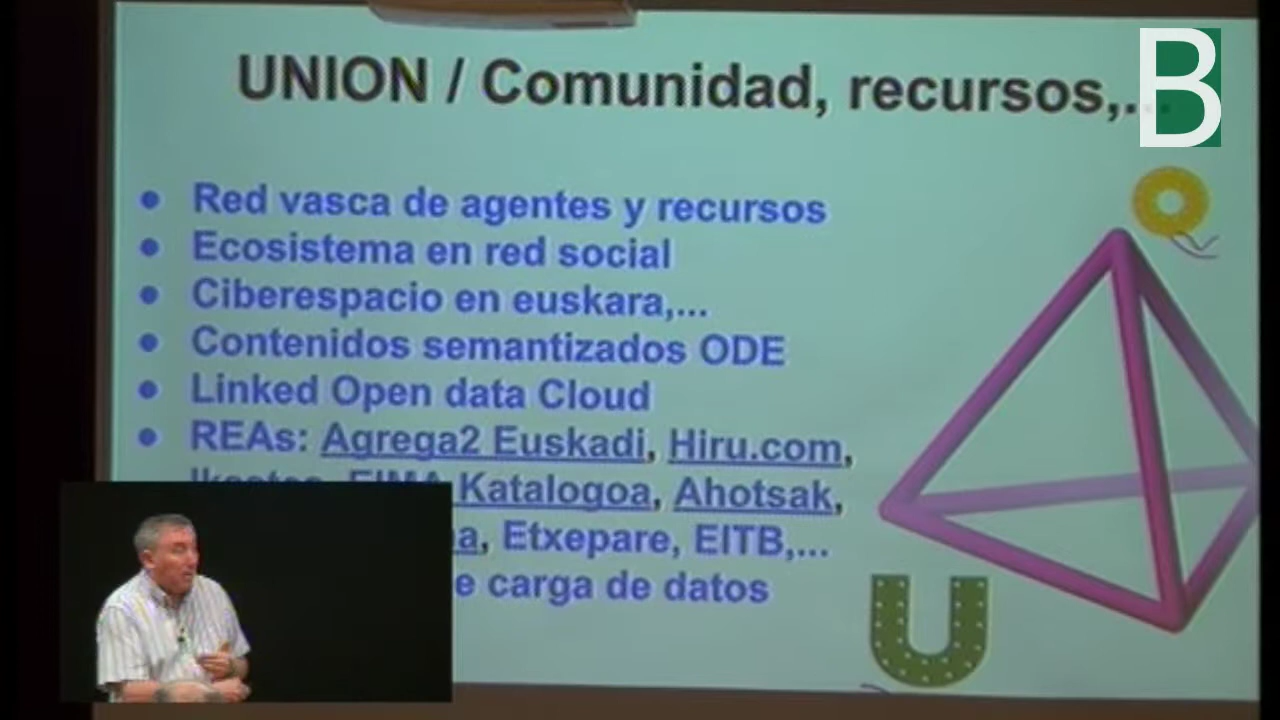 UNION / Comunidad, recursos,...
B
Red vasca de agentes y recursos
Ecosistema en red social
Ciberespacio en euskara,...
Contenidos semantizados ODE
Linked Open data Cloud
REAs: Agrega2 Euskadi, Hiru.com,
Katalogoa, Ahotsak,
Etxepare, EITB,...
carga de datos
U